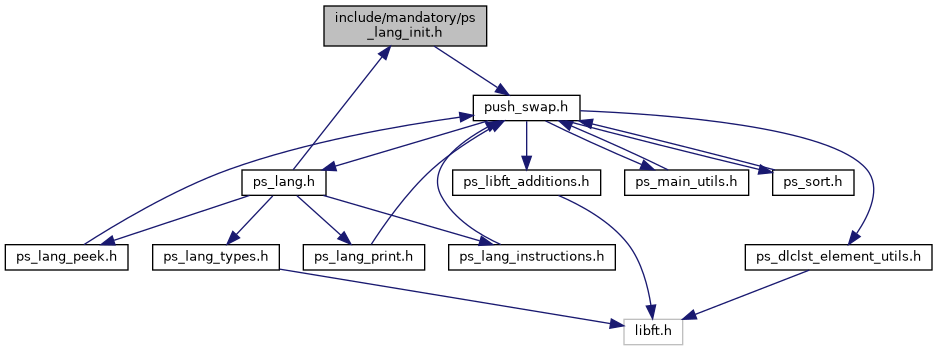 include/mandatory/ps
_lang_init.h
push_swap.h
ps_lang.h
ps_libft_additions.h
ps_main_utils.h
ps_sort.h
ps_lang_peek.h
ps_lang_types.h
ps_lang_print.h
ps_lang_instructions.h
ps_dlclst_element_utils.h
libft.h